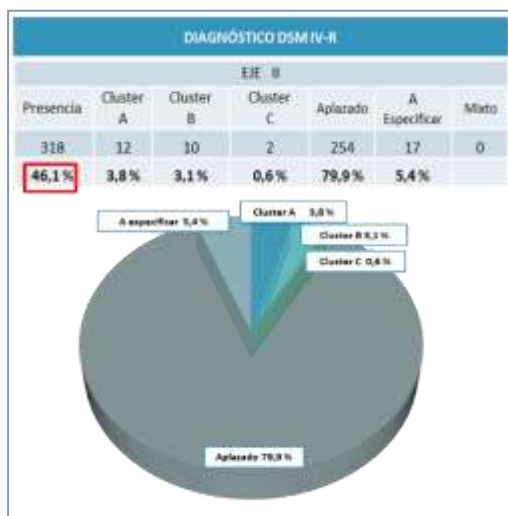 DIAGNÓSTICO DSM IV-R
EJE II
Presencia Cluster A Cluster B Cluster C Aplazado A Especificar Mixto
318 12 10 2 254 17 0
46,1% 3,8% 3,1% 0,6% 79,9% 5,4%
A especificar 5,4%
Cluster A 3,8%
Cluster B 3,1%
Cluster C 0,6%
Aplazado 79,9%